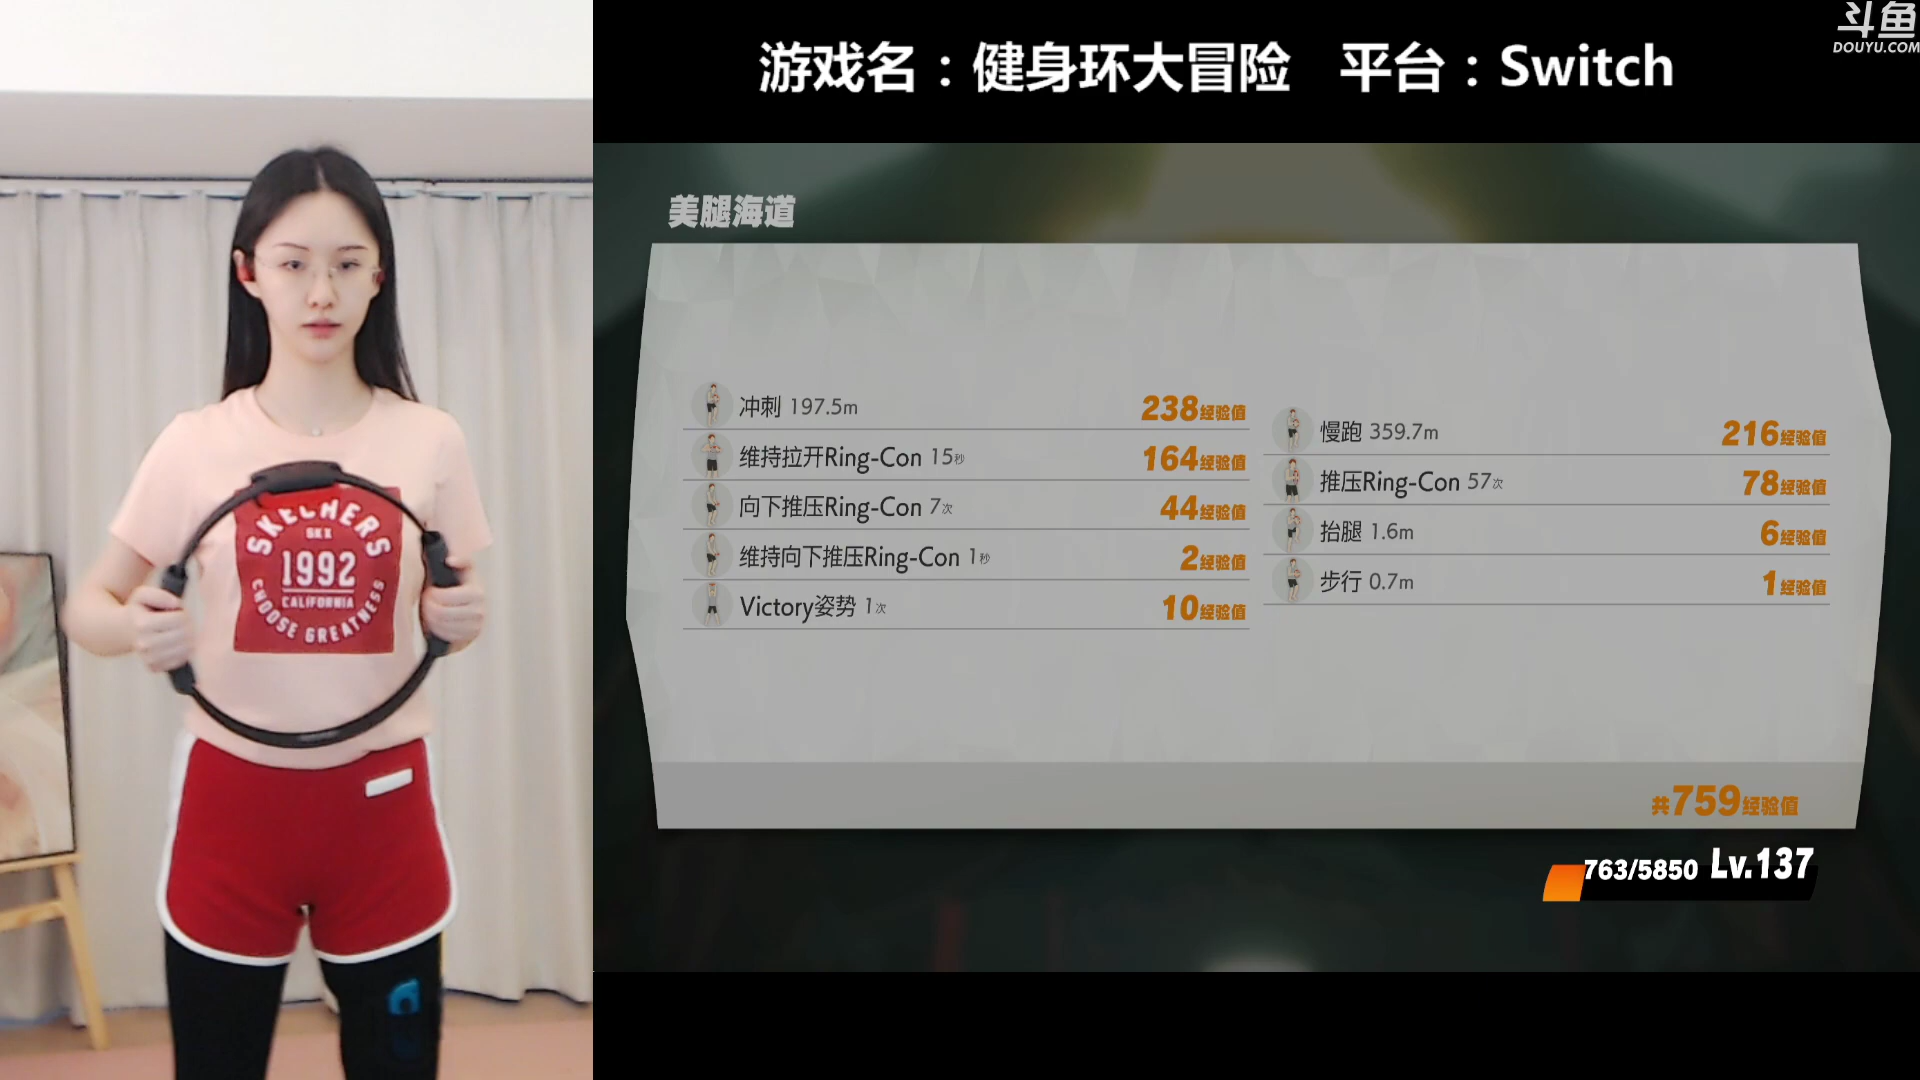 斗鱼
DOUYU.COM
游戏名：健身环大冒险 平台：Switch
美腿海道
冲刺 197.5m 238经验值
维持拉开Ring-Con 15秒 164经验值
向下推压Ring-Con 7次 44经验值
维持向下推压Ring-Con 1秒 2经验值
Victory姿势 1次 10经验值
慢跑 359.7m 216经验值
推压Ring-Con 57次 78经验值
抬腿 1.6m 6经验值
步行 0.7m 1经验值
共759经验值
763/5850 Lv.137
SKECHERS
SKX
1992
CALIFORNIA
CHOOSE GREATNESS